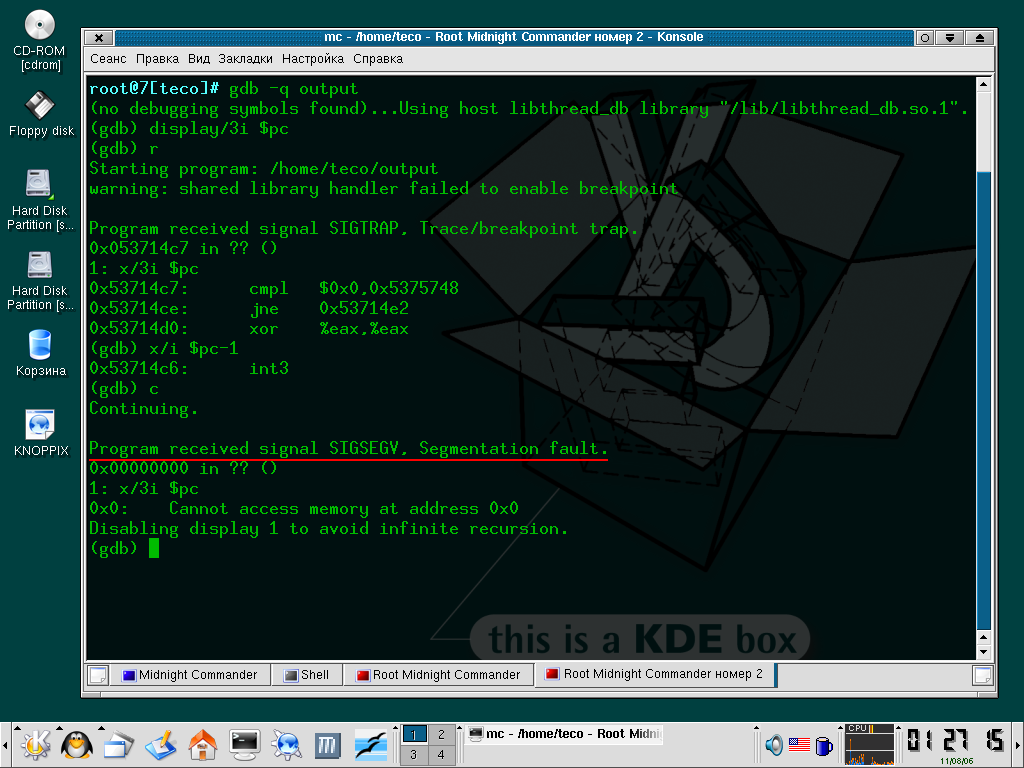 CD-ROM
[cdrom]
Floppy disk
Hard Disk
Partition [s...
Hard Disk
Partition [s...
Корзина
KNOPPIX
mc - /home/teco - Root Midnight Commander номер 2 - Konsole
Сеанс Правка Вид Закладки Настройка Справка
root@7[teco]# gdb -q output
(no debugging symbols found)...Using host libthread_db library "/lib/libthread_db.so.1".
(gdb) display/3i $pc
(gdb) r
Starting program: /home/teco/output
warning: shared library handler failed to enable breakpoint
Program received signal SIGTRAP, Trace/breakpoint trap.
0x053714c7 in ?? ()
1: x/3i $pc
0x53714c7: cmpl $0x0,0x5375748
0x53714ce: jne 0x53714e2
0x53714d0: xor %eax,%eax
(gdb) x/i $pc-1
0x53714c6: int3
(gdb) c
Continuing.
Program received signal SIGSEGV, Segmentation fault.
0x00000000 in ?? ()
1: x/3i $pc
0x0: Cannot access memory at address 0x0
Disabling display 1 to avoid infinite recursion.
(gdb)
this is a KDE box
Midnight Commander Shell Root Midnight Commander Root Midnight Commander номер 2
1 2
3 4
mc - /home/teco - Root Midni
CPU
01 27 15
11/08/06